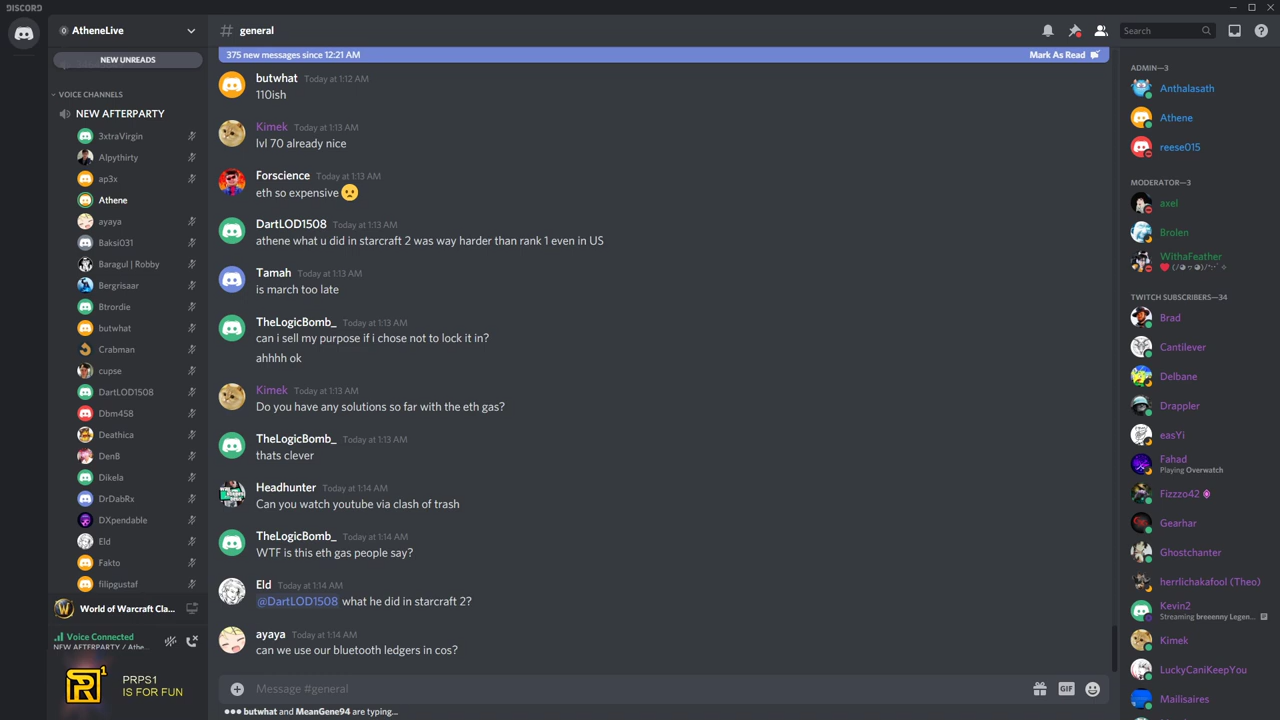 DISCORD
AtheneLive
# general
Search
NEW UNREADS
375 new messages since 12:21 AM
Mark As Read
VOICE CHANNELS
NEW AFTERPARTY
3xtraVirgin
Alpythirty
ap3x
Athene
ayaya
Baksi031
Baragul | Robby
Bergrisaar
Btrordie
butwhat
Crabman
cupse
DartLOD1508
Dbm458
Deathica
DenB
Dikela
DrDabRx
DXpendable
Eld
Fakto
filipgustaf
World of Warcraft Cla...
Voice Connected
NEW AFTERPARTY / Athe...
PRPS1
IS FOR FUN
butwhat Today at 1:12 AM
110ish
Kimek Today at 1:13 AM
lvl 70 already nice
Forscience Today at 1:13 AM
eth so expensive
DartLOD1508 Today at 1:13 AM
athene what u did in starcraft 2 was way harder than rank 1 even in US
Tamah Today at 1:13 AM
is march too late
TheLogicBomb_ Today at 1:13 AM
can i sell my purpose if i chose not to lock it in?
ahhhh ok
Kimek Today at 1:13 AM
Do you have any solutions so far with the eth gas?
TheLogicBomb_ Today at 1:13 AM
thats clever
Headhunter Today at 1:14 AM
Can you watch youtube via clash of trash
TheLogicBomb_ Today at 1:14 AM
WTF is this eth gas people say?
Eld Today at 1:14 AM
@DartLOD1508 what he did in starcraft 2?
ayaya Today at 1:14 AM
can we use our bluetooth ledgers in cos?
Message #general
GIF
butwhat and MeanGene94 are typing...
ADMIN—3
Anthalasath
Athene
reese015
MODERATOR—3
axel
Brolen
WithaFeather
TWITCH SUBSCRIBERS—34
Brad
Cantilever
Delbane
Drappler
easYi
Fahad
Playing Overwatch
Fizzzo42
Gearhar
Ghostchanter
herrlichakafool (Theo)
Kevin2
Streaming breeenny Legen...
Kimek
LuckyCaniKeepYou
Mailisaires